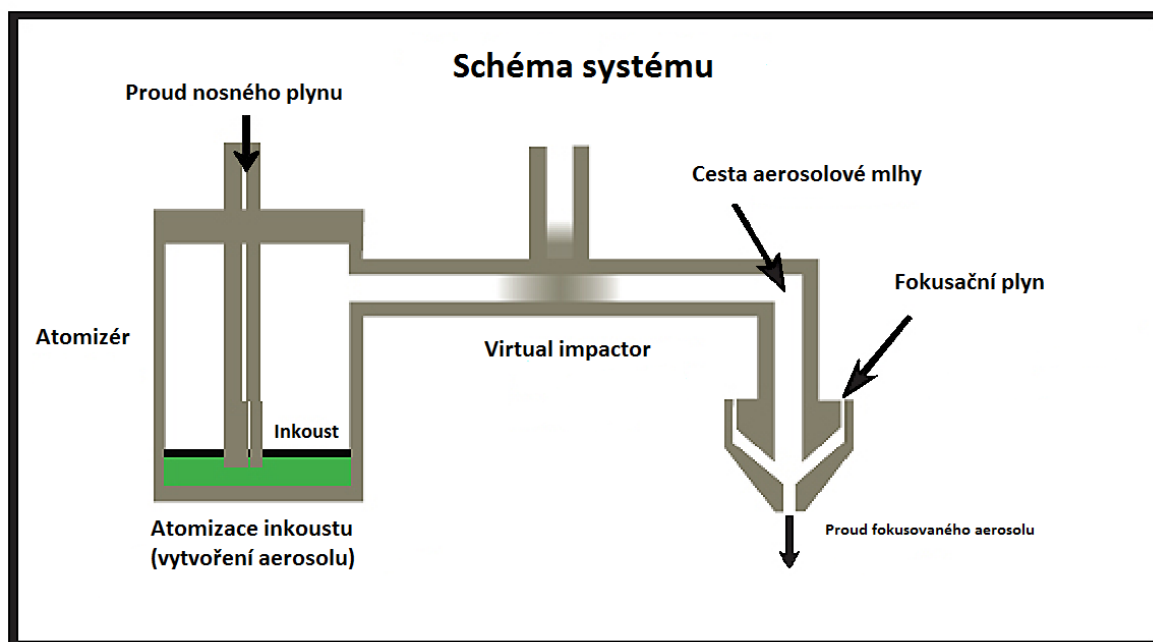 Schéma systému
Proud nosného plynu
Cesta aerosolové mlhy
Fokusační plyn
Atomizér
Virtual impactor
Inkoust
Atomizace inkoustu
(vytvoření aerosolu)
Proud fokusovaného aerosolu